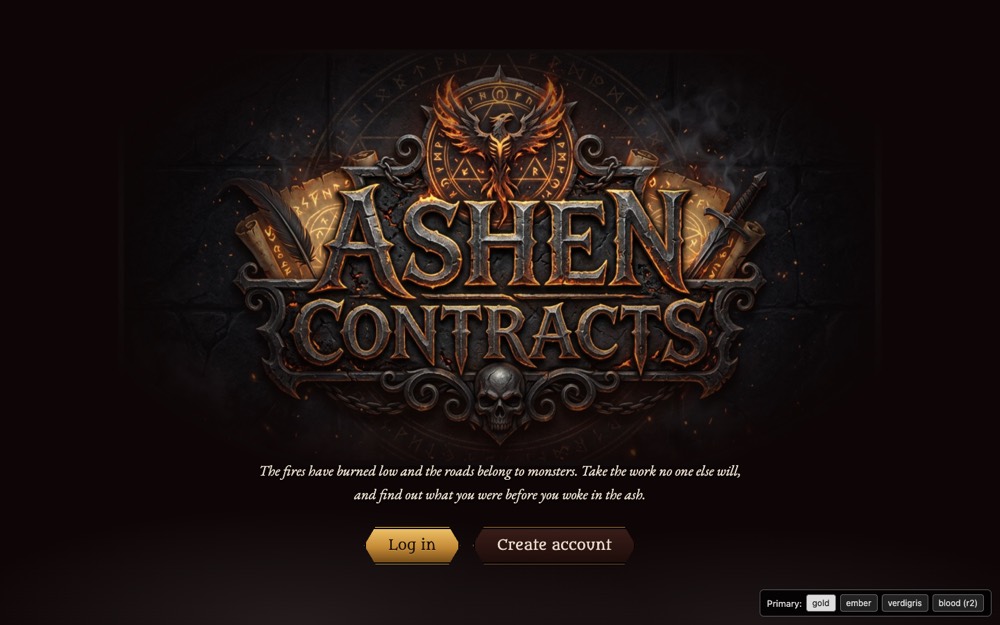 ASHEN
CONTRACTS
The fires have burned low and the roads belong to monsters. Take the work no one else will,
and find out what you were before you woke in the ash.
Log in
Create account
Primary:
gold
ember
verdigris
blood (r2)